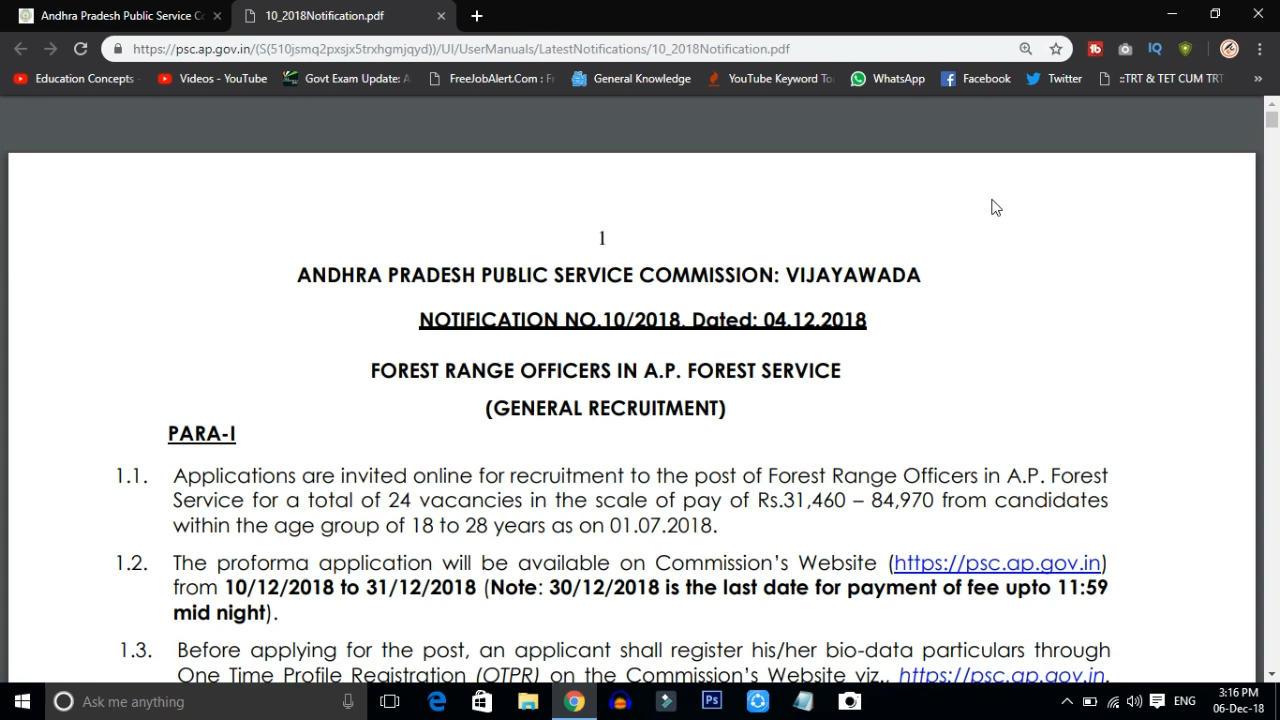 Andhra Pradesh Public Service Co
10_2018Notification.pdf
https://psc.ap.gov.in/(S(510jsmq2pxsjx5trxhgmjqyd))/UI/UserManuals/LatestNotifications/10_2018Notification.pdf
Education Concepts Videos - YouTube Govt Exam Update: A FreeJobAlert.Com : Fr General Knowledge YouTube Keyword To WhatsApp Facebook Twitter ::TRT & TET CUM TRT »
1
ANDHRA PRADESH PUBLIC SERVICE COMMISSION: VIJAYAWADA
NOTIFICATION NO.10/2018, Dated: 04.12.2018
FOREST RANGE OFFICERS IN A.P. FOREST SERVICE
(GENERAL RECRUITMENT)
PARA-I
1.1. Applications are invited online for recruitment to the post of Forest Range Officers in A.P. Forest
Service for a total of 24 vacancies in the scale of pay of Rs.31,460 – 84,970 from candidates
within the age group of 18 to 28 years as on 01.07.2018.
1.2. The proforma application will be available on Commission's Website (https://psc.ap.gov.in)
from 10/12/2018 to 31/12/2018 (Note: 30/12/2018 is the last date for payment of fee upto 11:59
mid night).
1.3. Before applying for the post, an applicant shall register his/her bio-data particulars through
One Time Profile Registration (OTPR) on the Commission's Website viz., https://psc.ap.gov.in.
Ask me anything
Ps
ENG
3:16 PM
06-Dec-18